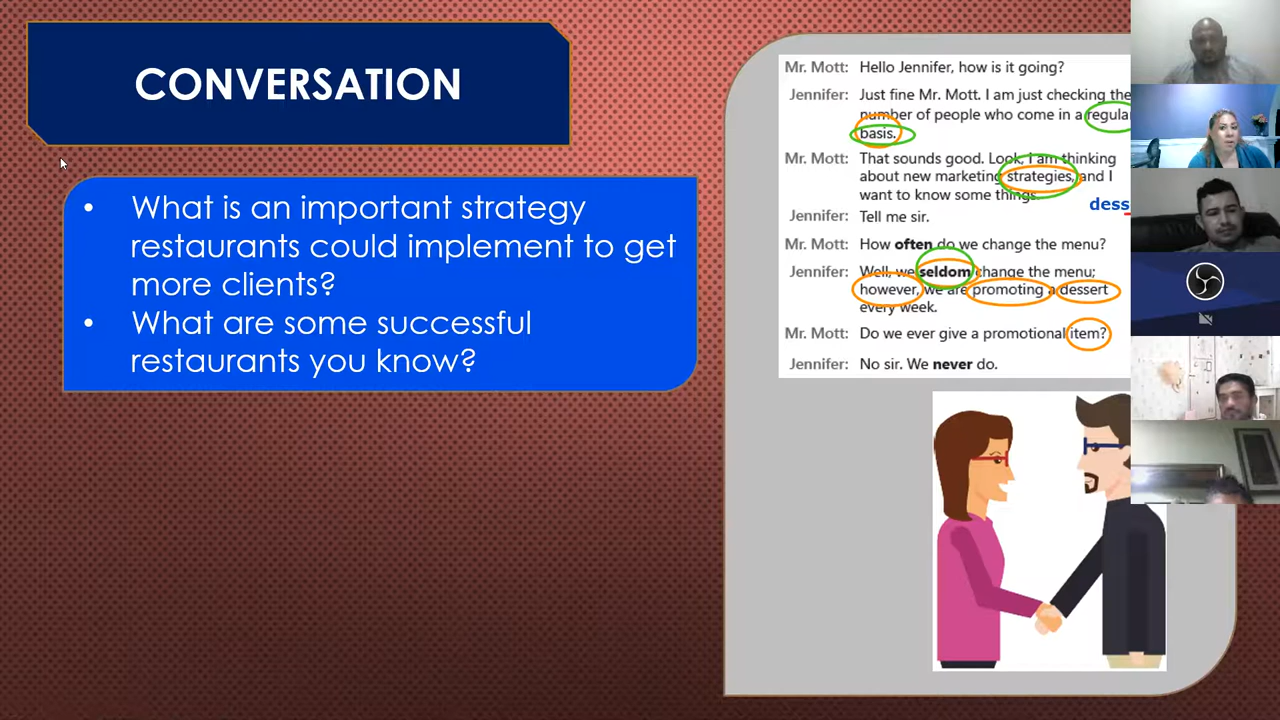 CONVERSATION
• What is an important strategy
restaurants could implement to get
more clients?
• What are some successful
restaurants you know?
Mr. Mott: Hello Jennifer, how is it going?
Jennifer: Just fine Mr. Mott. I am just checking the
number of people who come in a regular
basis.
Mr. Mott: That sounds good. Look, I am thinking
about new marketing strategies, and I
want to know some things.
dess
Jennifer: Tell me sir.
Mr. Mott: How often do we change the menu?
Jennifer: Well, we seldom change the menu;
however, we are promoting a dessert
every week.
Mr. Mott: Do we ever give a promotional item?
Jennifer: No sir. We never do.